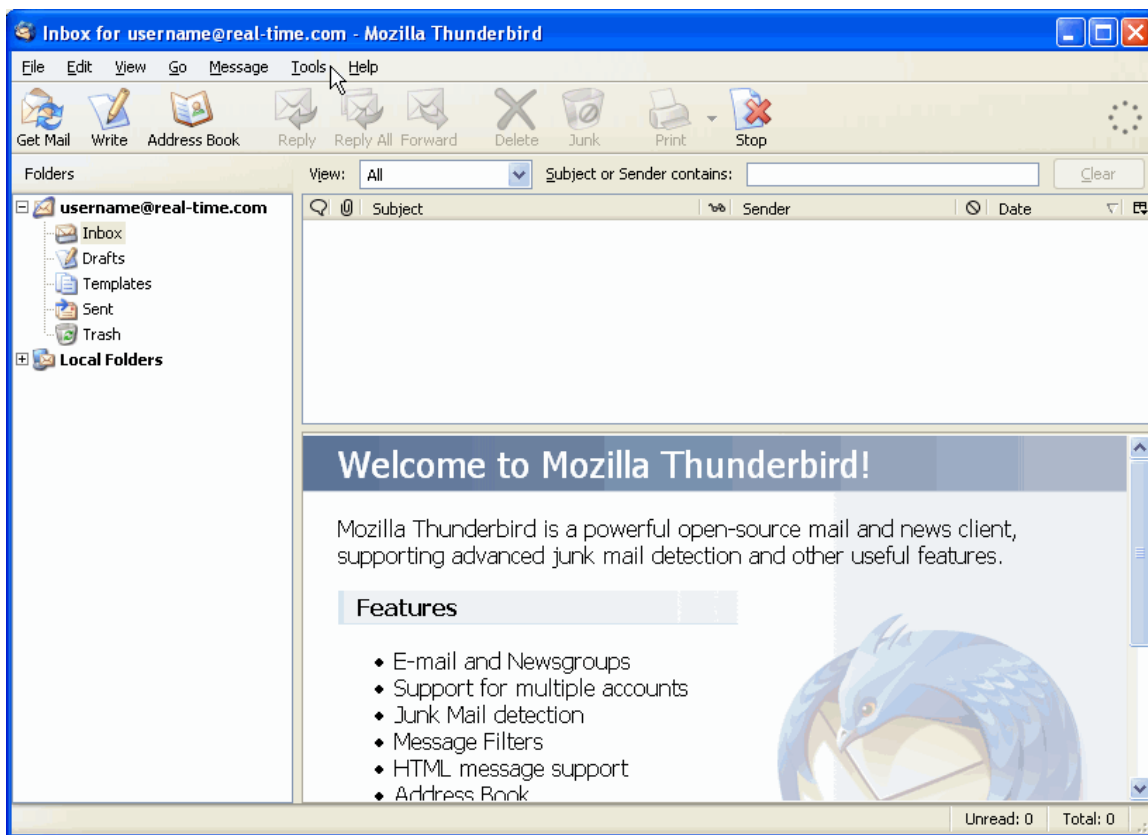 Inbox for username@real-time.com - Mozilla Thunderbird
File Edit View Go Message Tools Help
Get Mail Write Address Book Reply Reply All Forward Delete Junk Print Stop
Folders View: All Subject or Sender contains: Clear
username@real-time.com Subject Sender Date
Inbox
Drafts
Templates
Sent
Trash
Local Folders
Welcome to Mozilla Thunderbird!
Mozilla Thunderbird is a powerful open-source mail and news client,
supporting advanced junk mail detection and other useful features.
Features
• E-mail and Newsgroups
• Support for multiple accounts
• Junk Mail detection
• Message Filters
• HTML message support
• Address Book
Unread: 0 Total: 0